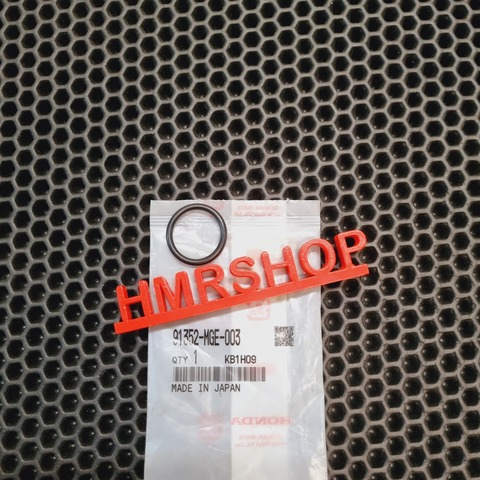 HMRSHOP
91352-MGE-003
QTY 1 KB1H09
MADE IN JAPAN
HONDA